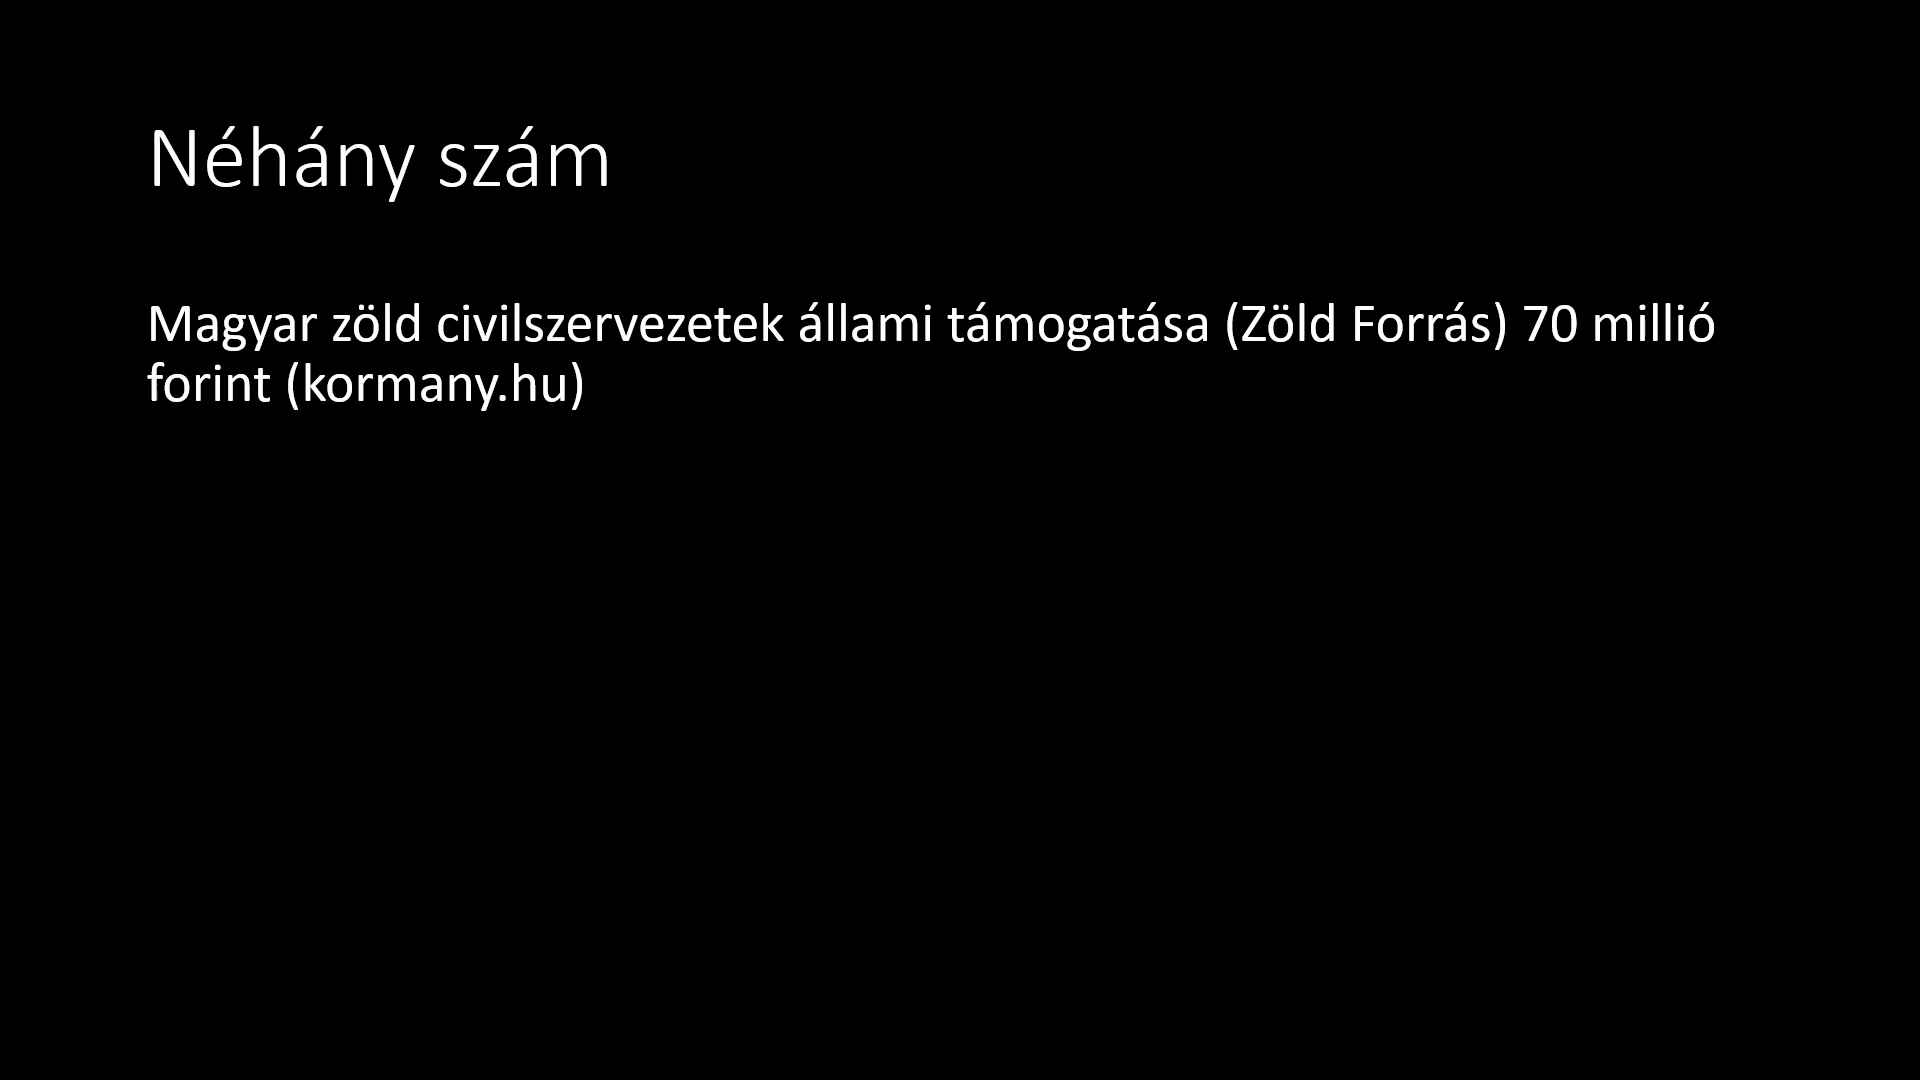 Néhány szám
Magyar zöld civilszervezetek állami támogatása (Zöld Forrás) 70 millió
forint (kormany.hu)